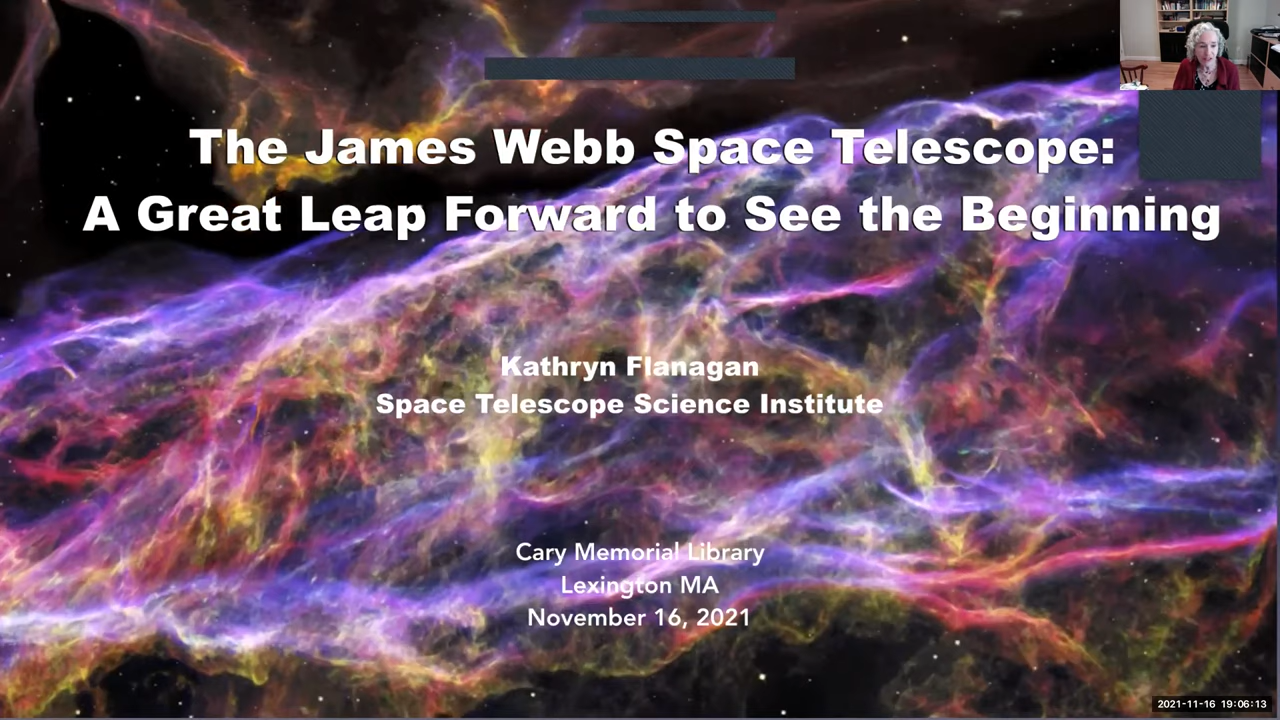 The James Webb Space Telescope:
A Great Leap Forward to See the Beginning
Kathryn Flanagan
Space Telescope Science Institute
Cary Memorial Library
Lexington MA
November 16, 2021
2021-11-16 19:06:13